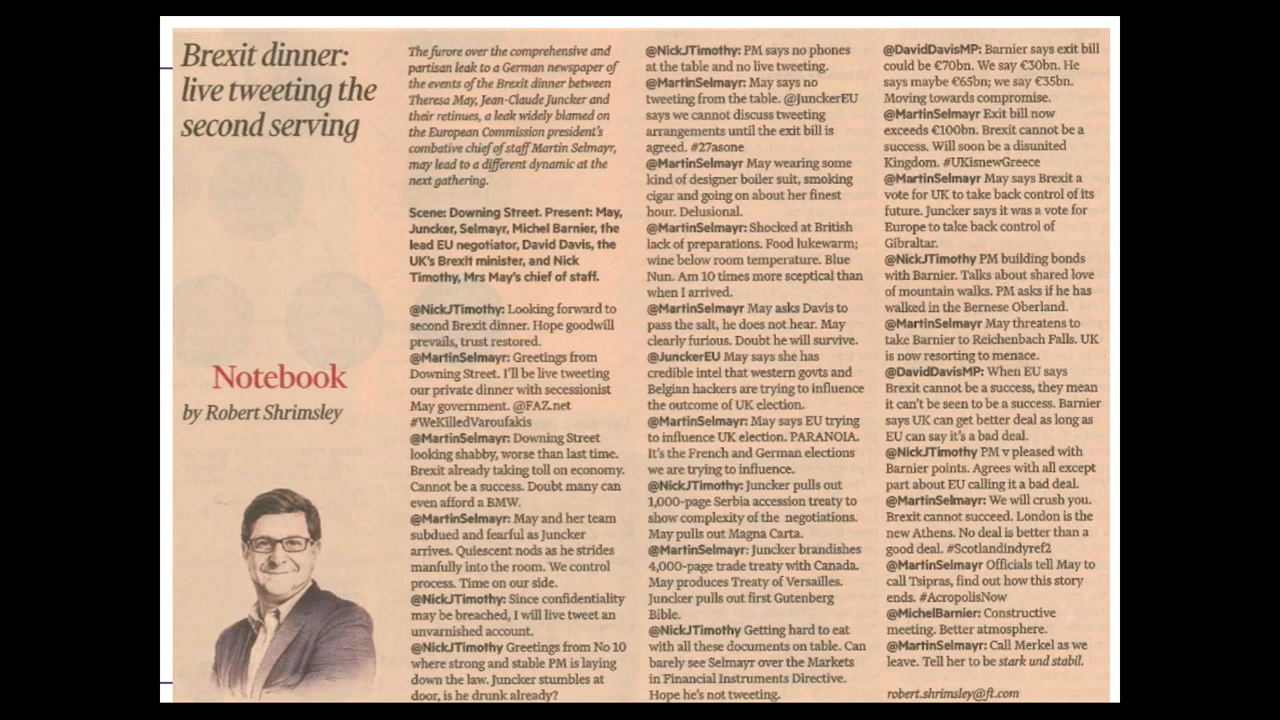 Brexit dinner:
live tweeting the
second serving
Notebook
by Robert Shrimsley
The furore over the comprehensive and
partisan leak to a German newspaper of
the events of the Brexit dinner between
Theresa May, Jean-Claude Juncker and
their retinues, a leak widely blamed on
the European Commission president's
combative chief of staff Martin Selmayr,
may lead to a different dynamic at the
next gathering.
Scene: Downing Street. Present: May,
Juncker, Selmayr, Michel Barnier, the
lead EU negotiator, David Davis, the
UK's Brexit minister, and Nick
Timothy, Mrs May's chief of staff.
@NickJTimothy: Looking forward to
second Brexit dinner. Hope goodwill
prevails, trust restored.
@MartinSelmayr: Greetings from
Downing Street. I'll be live tweeting
our private dinner with secessionist
May government. @FAZ.net
#WeKilledVaroufakis
@MartinSelmayr: Downing Street
looking shabby, worse than last time.
Brexit already taking toll on economy.
Cannot be a success. Doubt many can
even afford a BMW.
@MartinSelmayr: May and her team
subdued and fearful as Juncker
arrives. Quiescent nods as he strides
manfully into the room. We control
process. Time on our side.
@NickJTimothy: Since confidentiality
may be breached, I will live tweet an
unvarnished account.
@NickJTimothy Greetings from No 10
where strong and stable PM is laying
down the law. Juncker stumbles at
door, is he drunk already?
@NickJTimothy: PM says no phones
at the table and no live tweeting.
@MartinSelmayr: May says no
tweeting from the table. @JunckerEU
says we cannot discuss tweeting
arrangements until the exit bill is
agreed. #27asone
@MartinSelmayr May wearing some
kind of designer boiler suit, smoking
cigar and going on about her finest
hour. Delusional.
@MartinSelmayr: Shocked at British
lack of preparations. Food lukewarm;
wine below room temperature. Blue
Nun. Am 10 times more sceptical than
when I arrived.
@MartinSelmayr May asks Davis to
pass the salt, he does not hear. May
clearly furious. Doubt he will survive.
@JunckerEU May says she has
credible intel that western govts and
Belgian hackers are trying to influence
the outcome of UK election.
@MartinSelmayr: May says EU trying
to influence UK election. PARANOIA.
It's the French and German elections
we are trying to influence.
@NickJTimothy: Juncker pulls out
1,000-page Serbia accession treaty to
show complexity of the negotiations.
May pulls out Magna Carta.
@MartinSelmayr: Juncker brandishes
4,000-page trade treaty with Canada.
May produces Treaty of Versailles.
Juncker pulls out first Gutenberg
Bible.
@NickJTimothy Getting hard to eat
with all these documents on table. Can
barely see Selmayr over the Markets
in Financial Instruments Directive.
Hope he's not tweeting.
@DavidDavisMP: Barnier says exit bill
could be €70bn. We say €30bn. He
says maybe €65bn; we say €35bn.
Moving towards compromise.
@MartinSelmayr Exit bill now
exceeds €100bn. Brexit cannot be a
success. Will soon be a disunited
Kingdom. #UKisnewGreece
@MartinSelmayr May says Brexit a
vote for UK to take back control of its
future. Juncker says it was a vote for
Europe to take back control of
Gibraltar.
@NickJTimothy PM building bonds
with Barnier. Talks about shared love
of mountain walks. PM asks if he has
walked in the Bernese Oberland.
@MartinSelmayr May threatens to
take Barnier to Reichenbach Falls. UK
is now resorting to menace.
@DavidDavisMP: When EU says
Brexit cannot be a success, they mean
it can't be seen to be a success. Barnier
says UK can get better deal as long as
EU can say it's a bad deal.
@NickJTimothy PM v pleased with
Barnier points. Agrees with all except
part about EU calling it a bad deal.
@MartinSelmayr: We will crush you.
Brexit cannot succeed. London is the
new Athens. No deal is better than a
good deal. #ScotlandIndyref2
@MartinSelmayr Officials tell May to
call Tsipras, find out how this story
ends. #AcropolisNow
@MichelBarnier: Constructive
meeting. Better atmosphere.
@MartinSelmayr: Call Merkel as we
leave. Tell her to be stark und stabil.
robert.shrimsley@ft.com